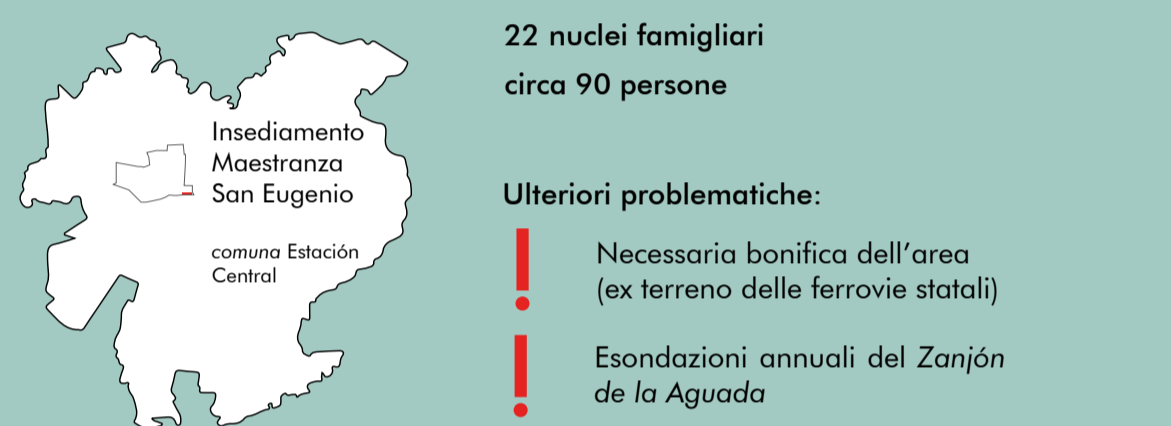 22 nuclei famigliari
circa 90 persone
Insediamento
Maestranza
San Eugenio
comuna Estación
Central
Ulteriori problematiche:
! Necessaria bonifica dell'area
(ex terreno delle ferrovie statali)
! Esondazioni annuali del Zanjón
de la Aguada